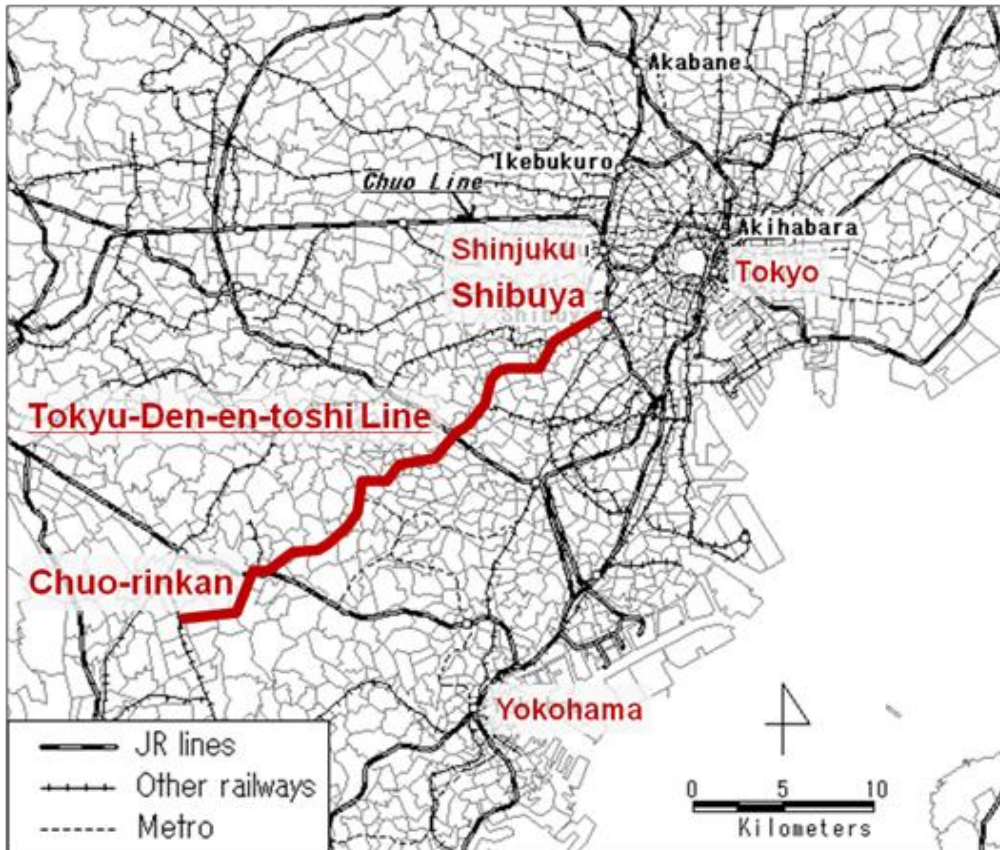 Akabane
Ikebukuro
Chuo Line
Akihabara
Shinjuku
Tokyo
Shibuya
Shibuya
Tokyu-Den-en-toshi Line
Chuo-rinkan
Yokohama
JR lines
Other railways
Metro
0 5 10
Kilometers